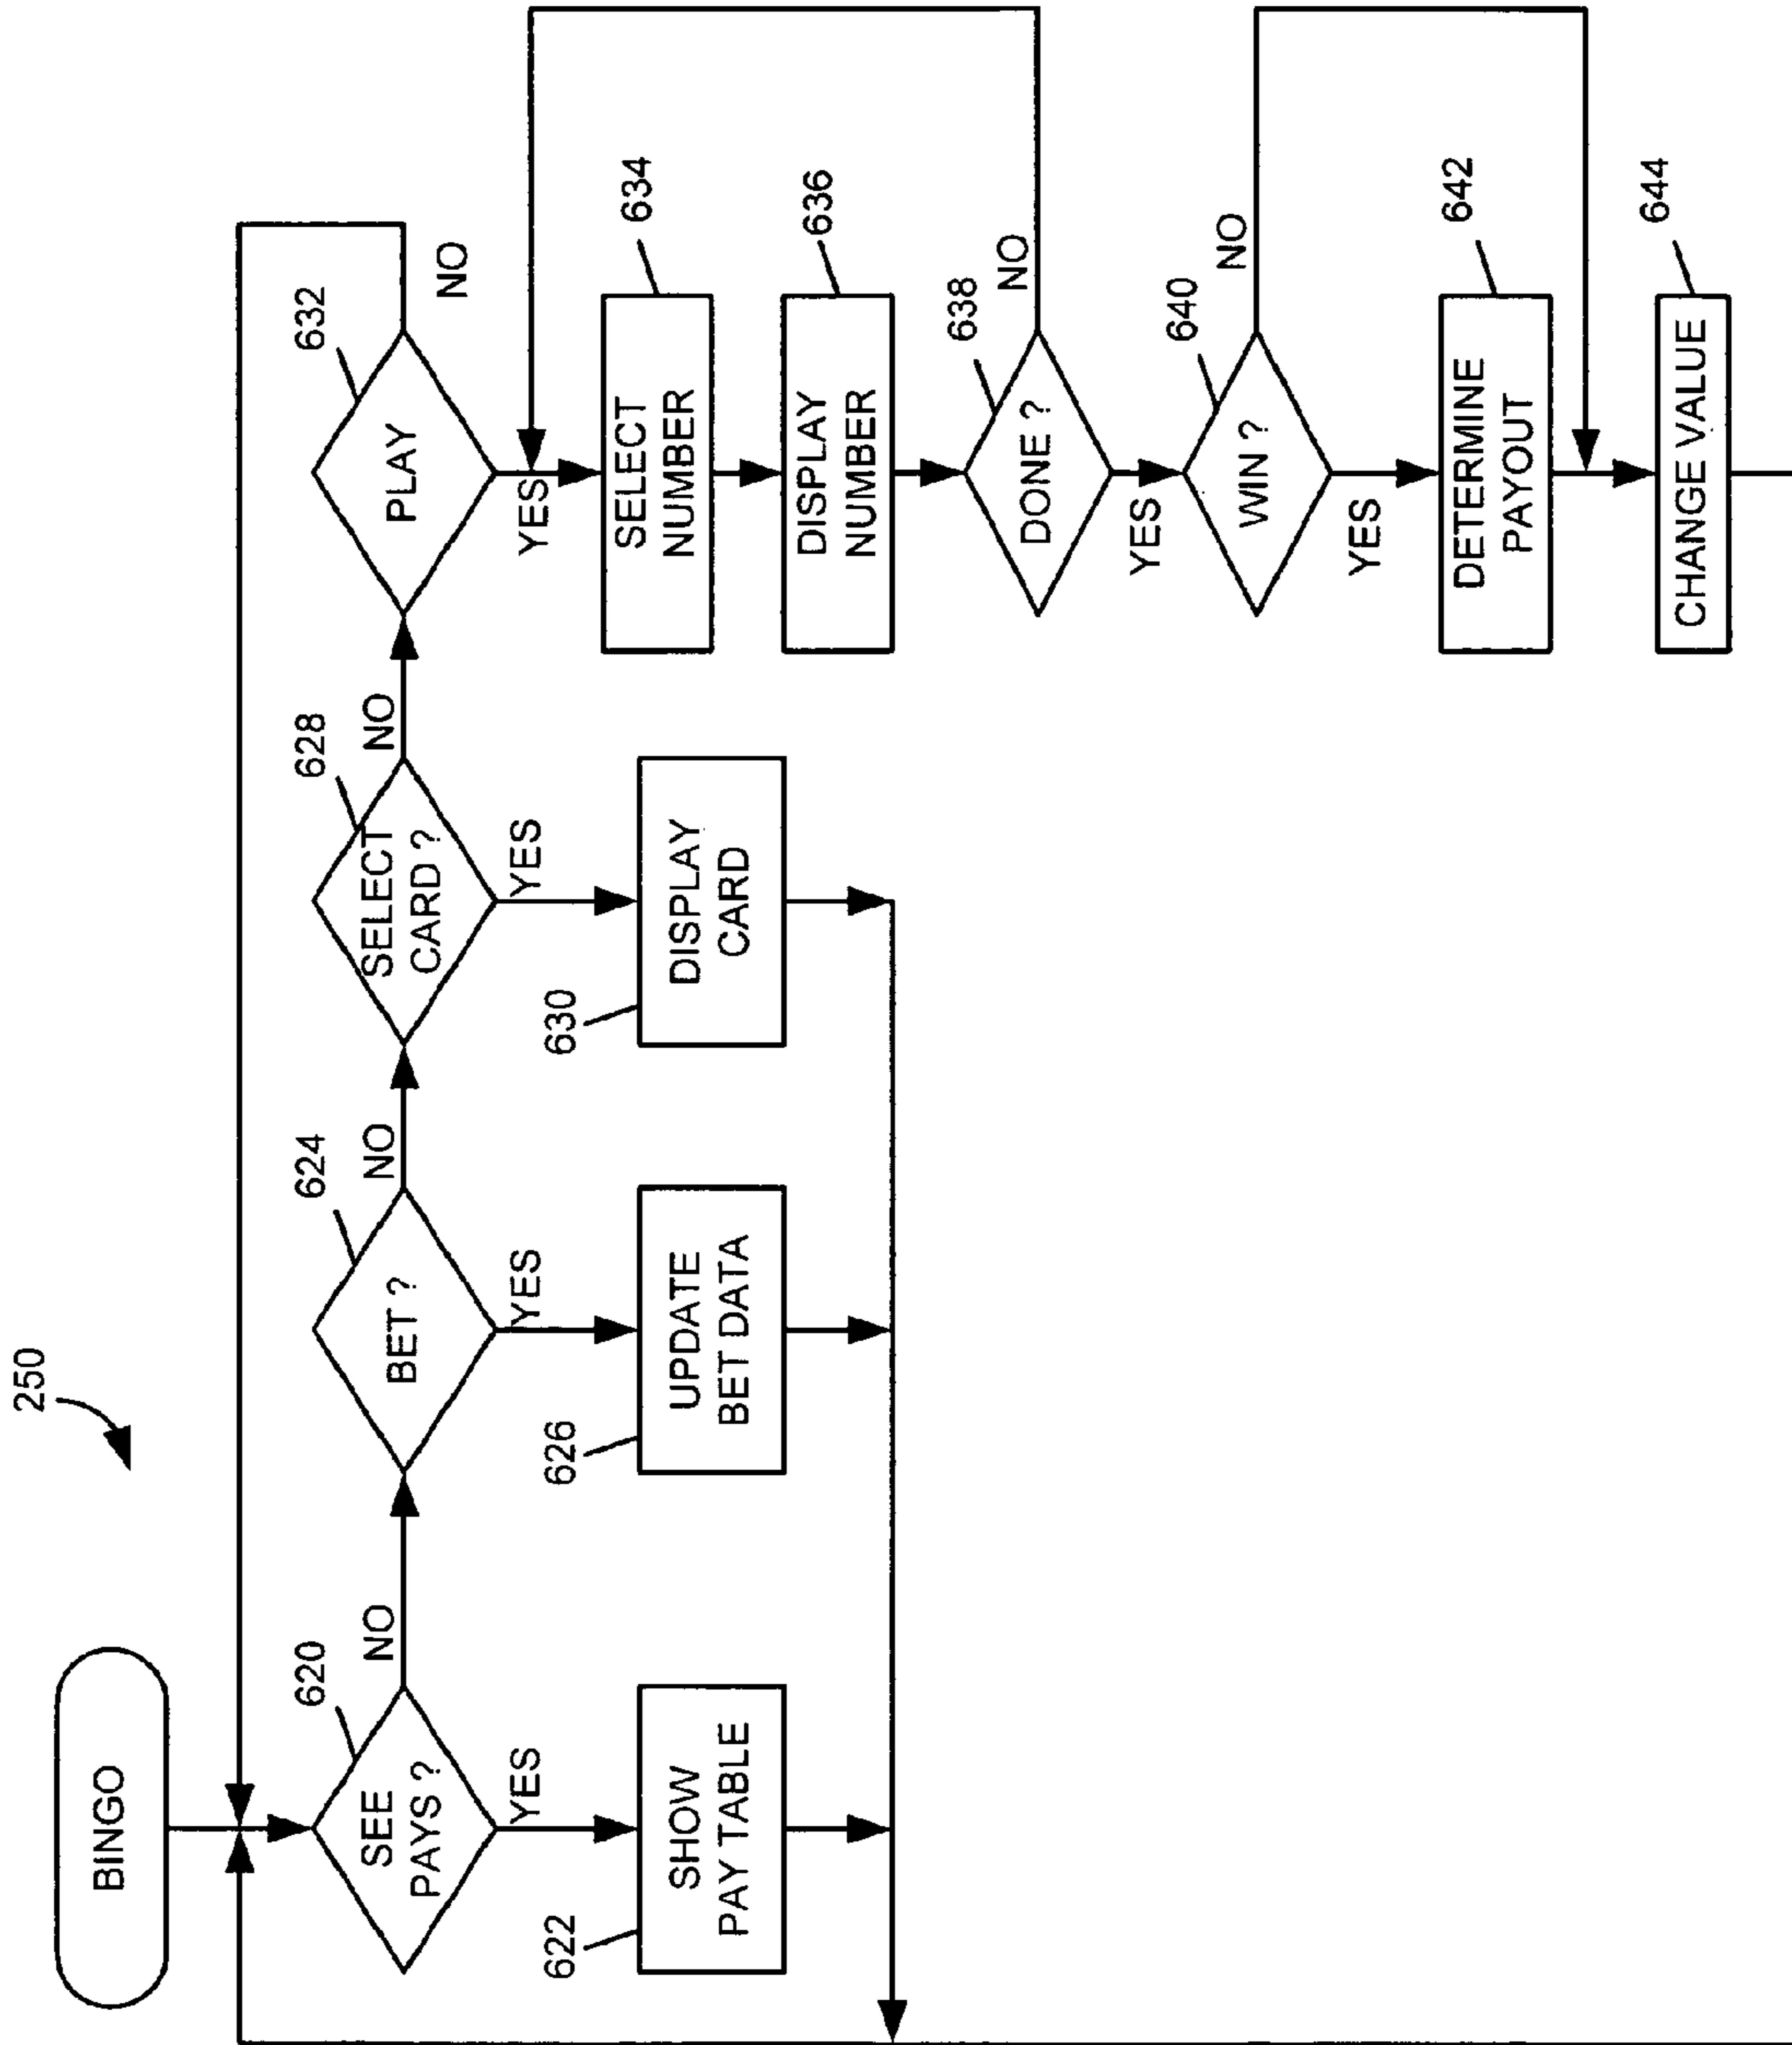 250
BINGO
620
SEE
PAYS ?
NO
YES
622
SHOW
PAY TABLE
624
BET ?
NO
YES
626
UPDATE
BET DATA
628
SELECT
CARD ?
NO
YES
630
DISPLAY
CARD
632
PLAY
NO
YES
634
SELECT
NUMBER
636
DISPLAY
NUMBER
638
DONE ?
NO
YES
640
WIN ?
NO
YES
642
DETERMINE
PAYOUT
644
CHANGE VALUE